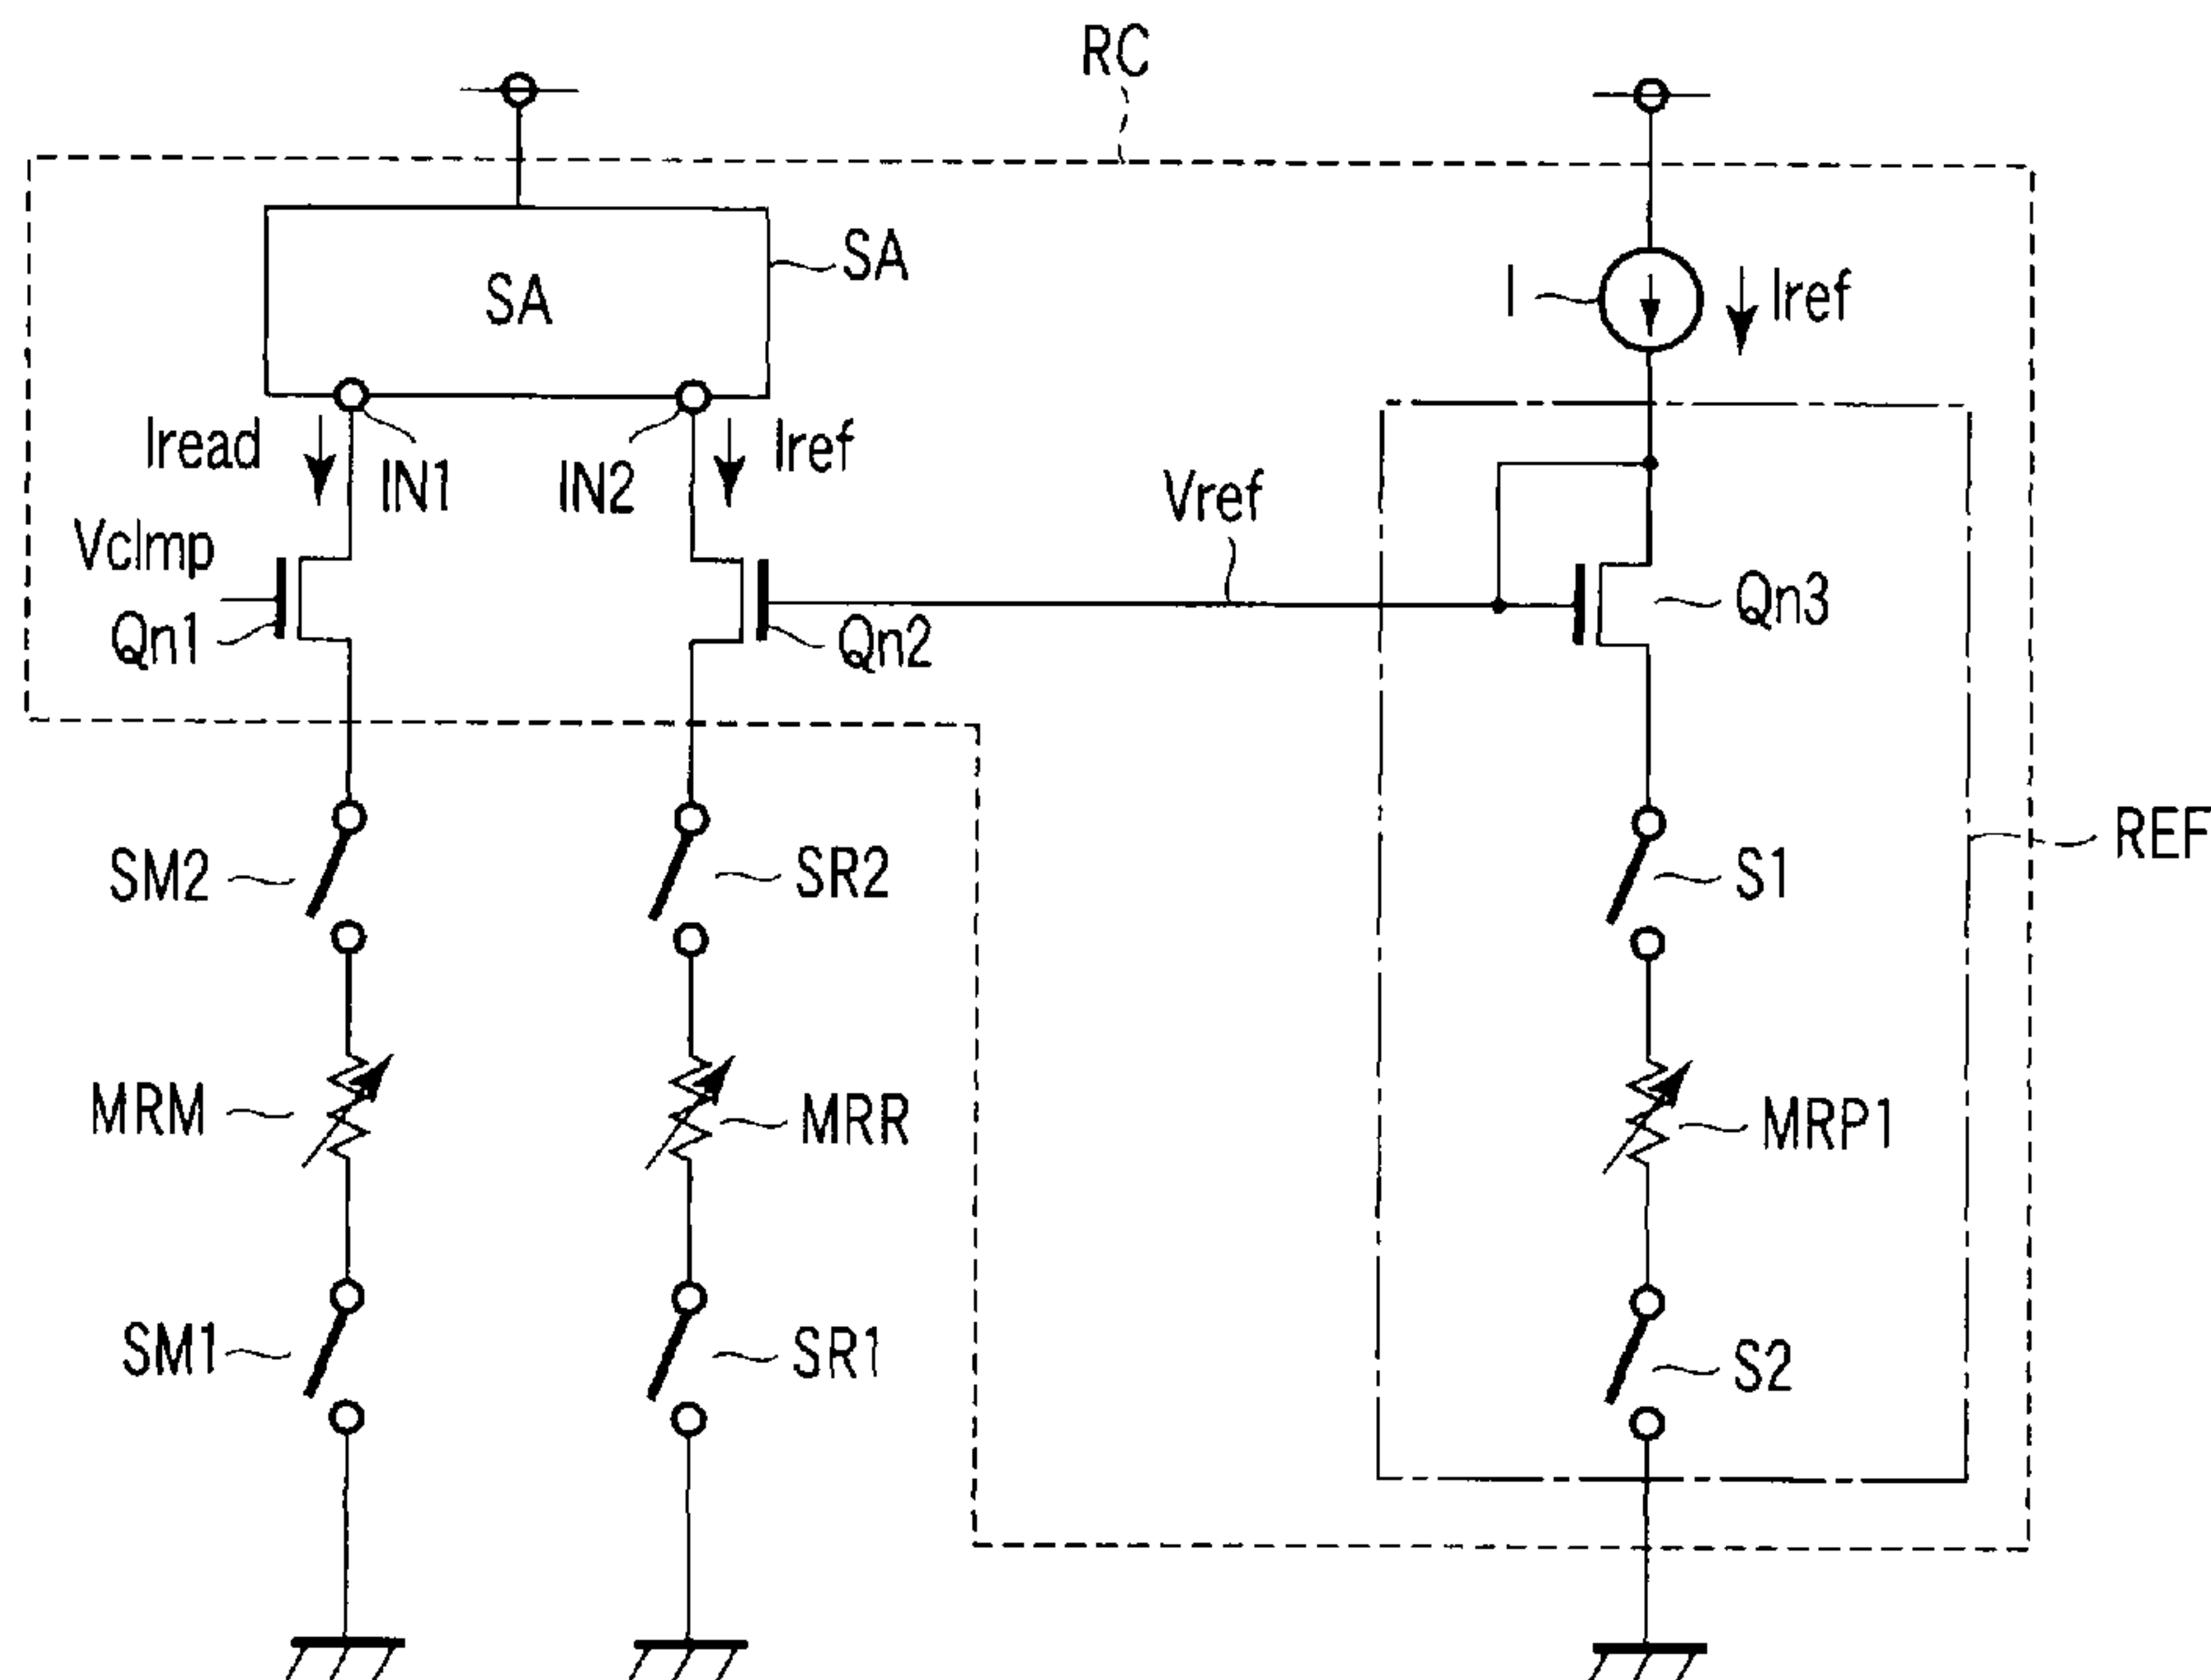 RC
SA
SA
I
Iref
Iread
IN1
IN2
Iref
Vref
Vclmp
Qn1
Qn2
Qn3
SM2
SR2
S1
REF
MRM
MRR
MRP1
SM1
SR1
S2